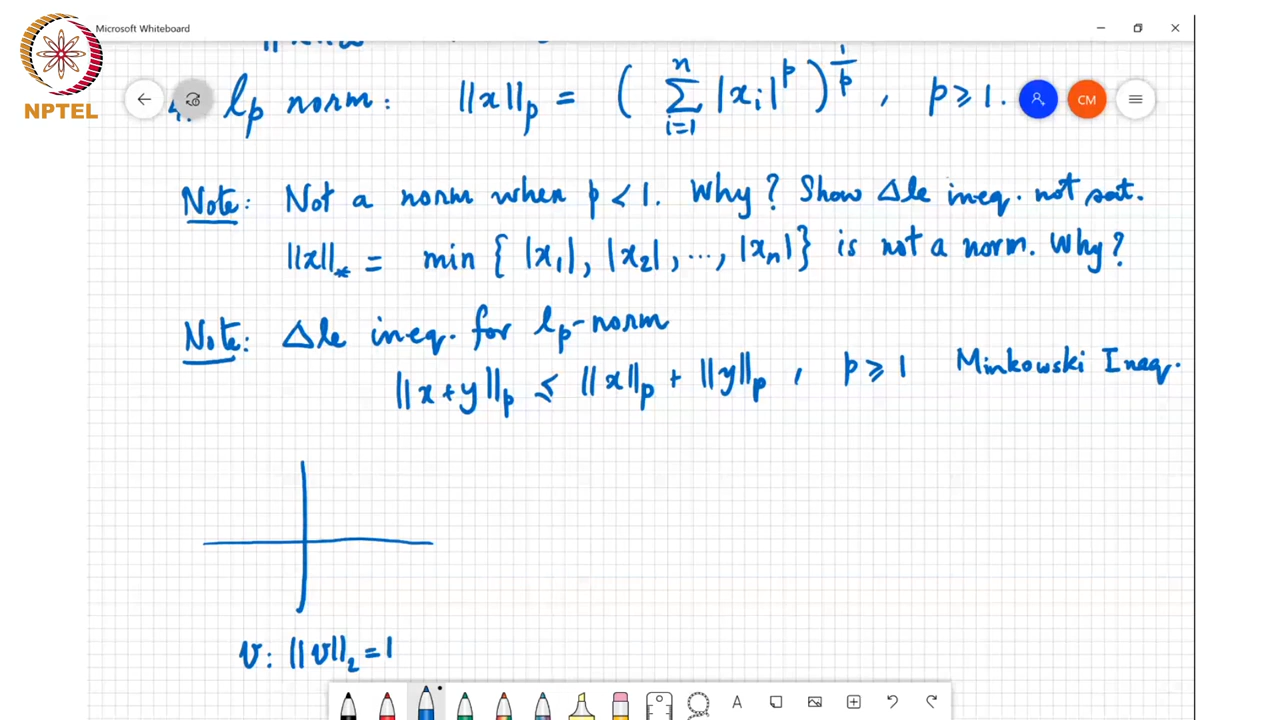 Microsoft Whiteboard
NPTEL
lp norm: ||x||p = ( Σ i=1 n |xi|^p )^(1/p) , p ≥ 1.
CM
Note: Not a norm when p < 1. Why? Show Δle ineq. not sat.
||x||* = min { |x1|, |x2|, ..., |xn| } is not a norm. Why?
Note: Δle ineq. for lp-norm
||x+y||p ≤ ||x||p + ||y||p , p ≥ 1 Minkowski Ineq.
v: ||v||2 = 1
A